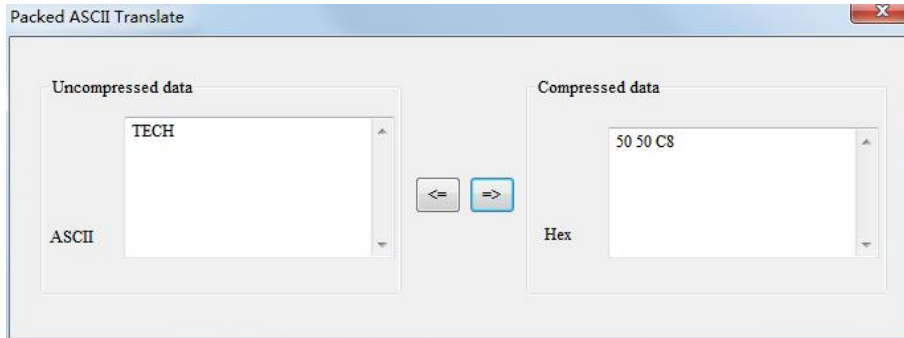 Packed ASCII Translate
Uncompressed data
TECH
ASCII
<=
=>
Compressed data
50 50 C8
Hex